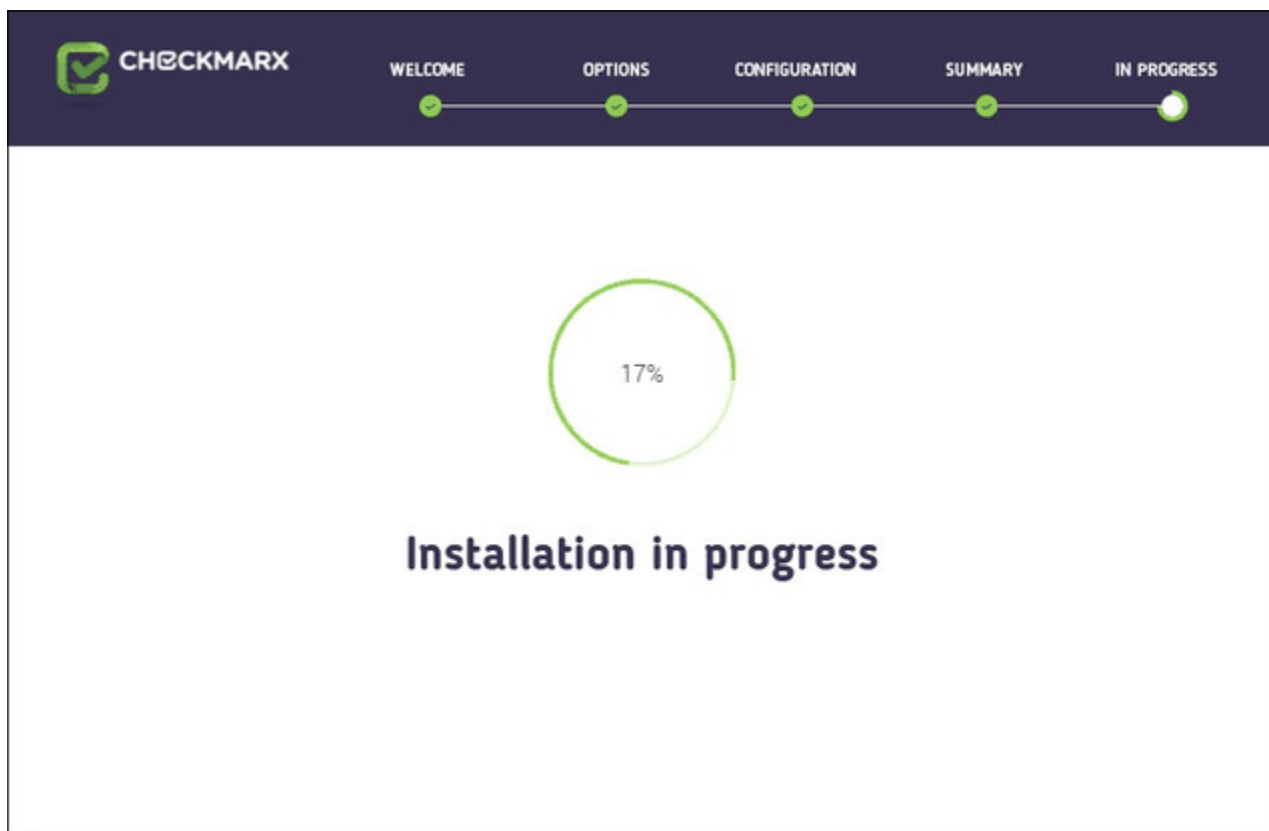 CHECKMARX
WELCOME
OPTIONS
CONFIGURATION
SUMMARY
IN PROGRESS
17%
Installation in progress